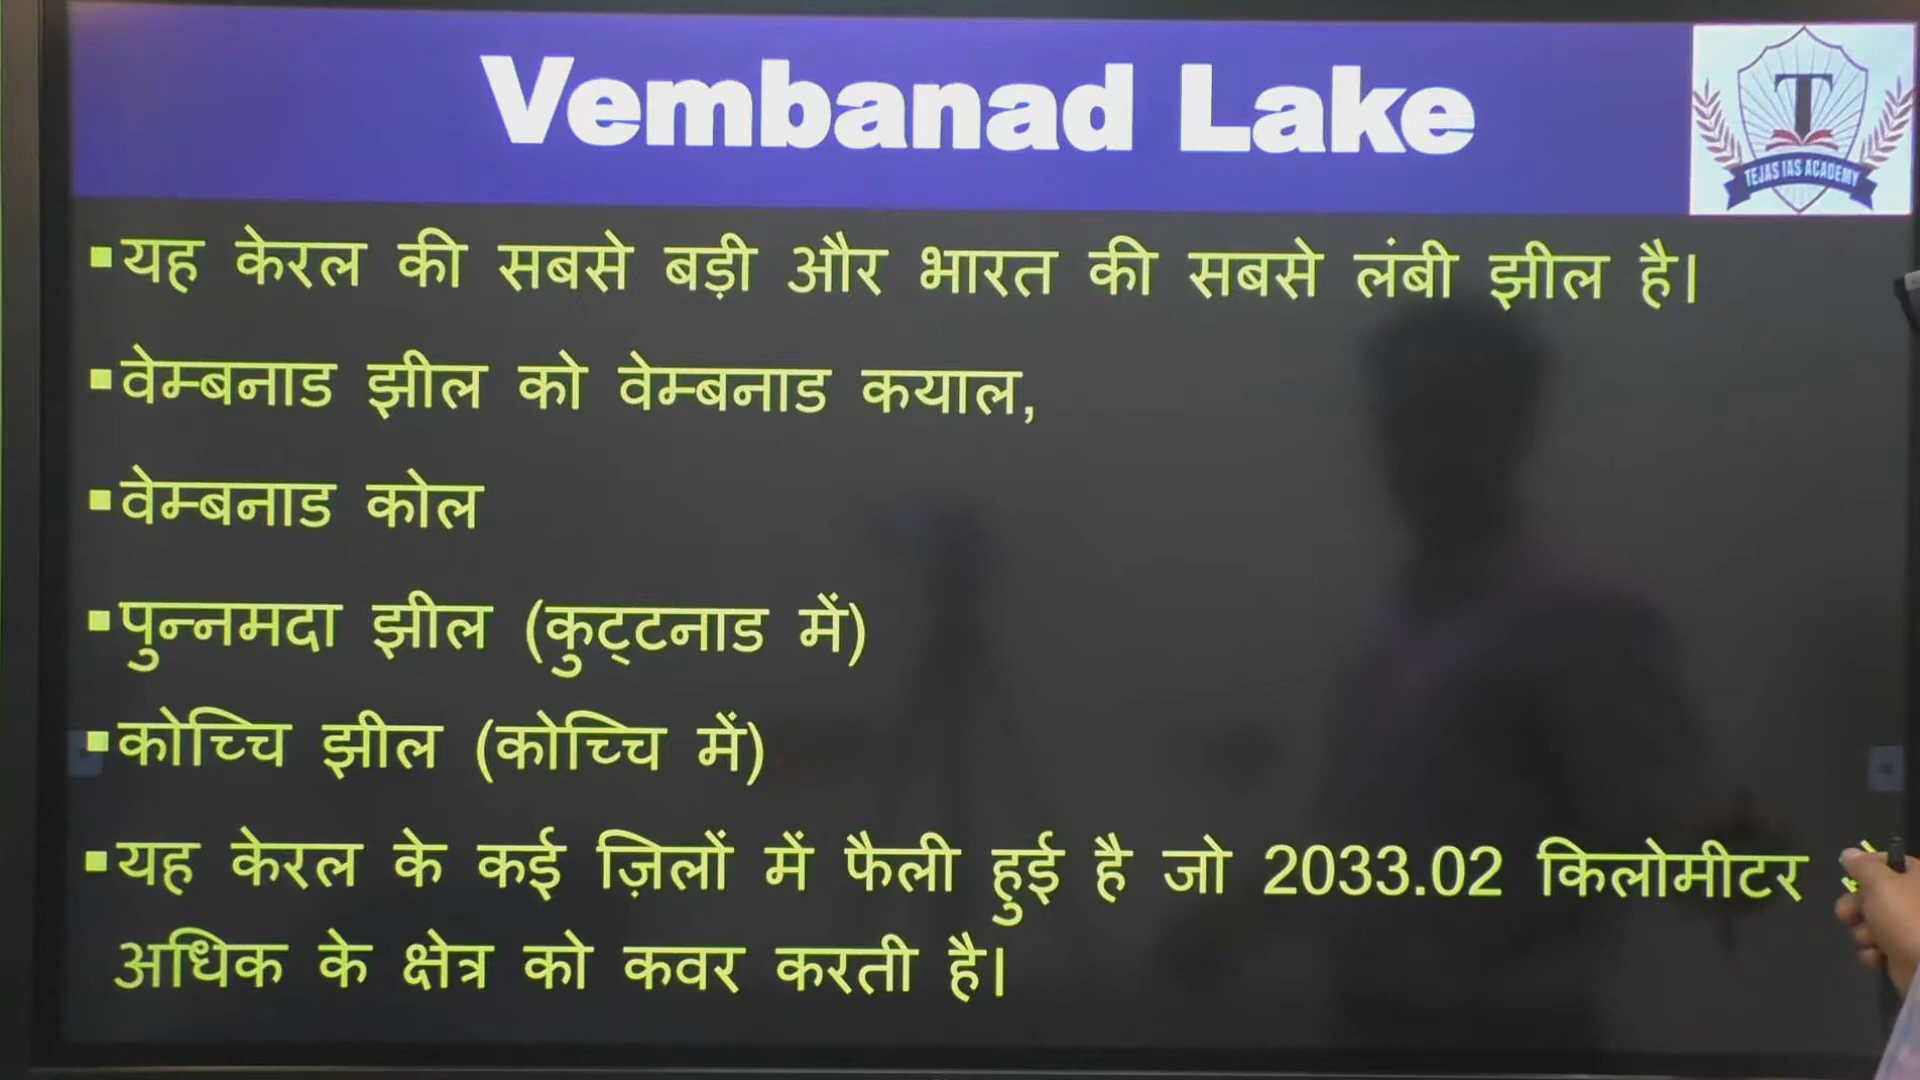 Vembanad Lake
TEJAS IAS ACADEMY
▪यह केरल की सबसे बड़ी और भारत की सबसे लंबी झील है।
▪वेम्बनाड झील को वेम्बनाड कयाल,
▪वेम्बनाड कोल
▪पुन्नमदा झील (कुट्टनाड में)
▪कोच्चि झील (कोच्चि में)
▪यह केरल के कई ज़िलों में फैली हुई है जो 2033.02 किलोमीटर
अधिक के क्षेत्र को कवर करती है।